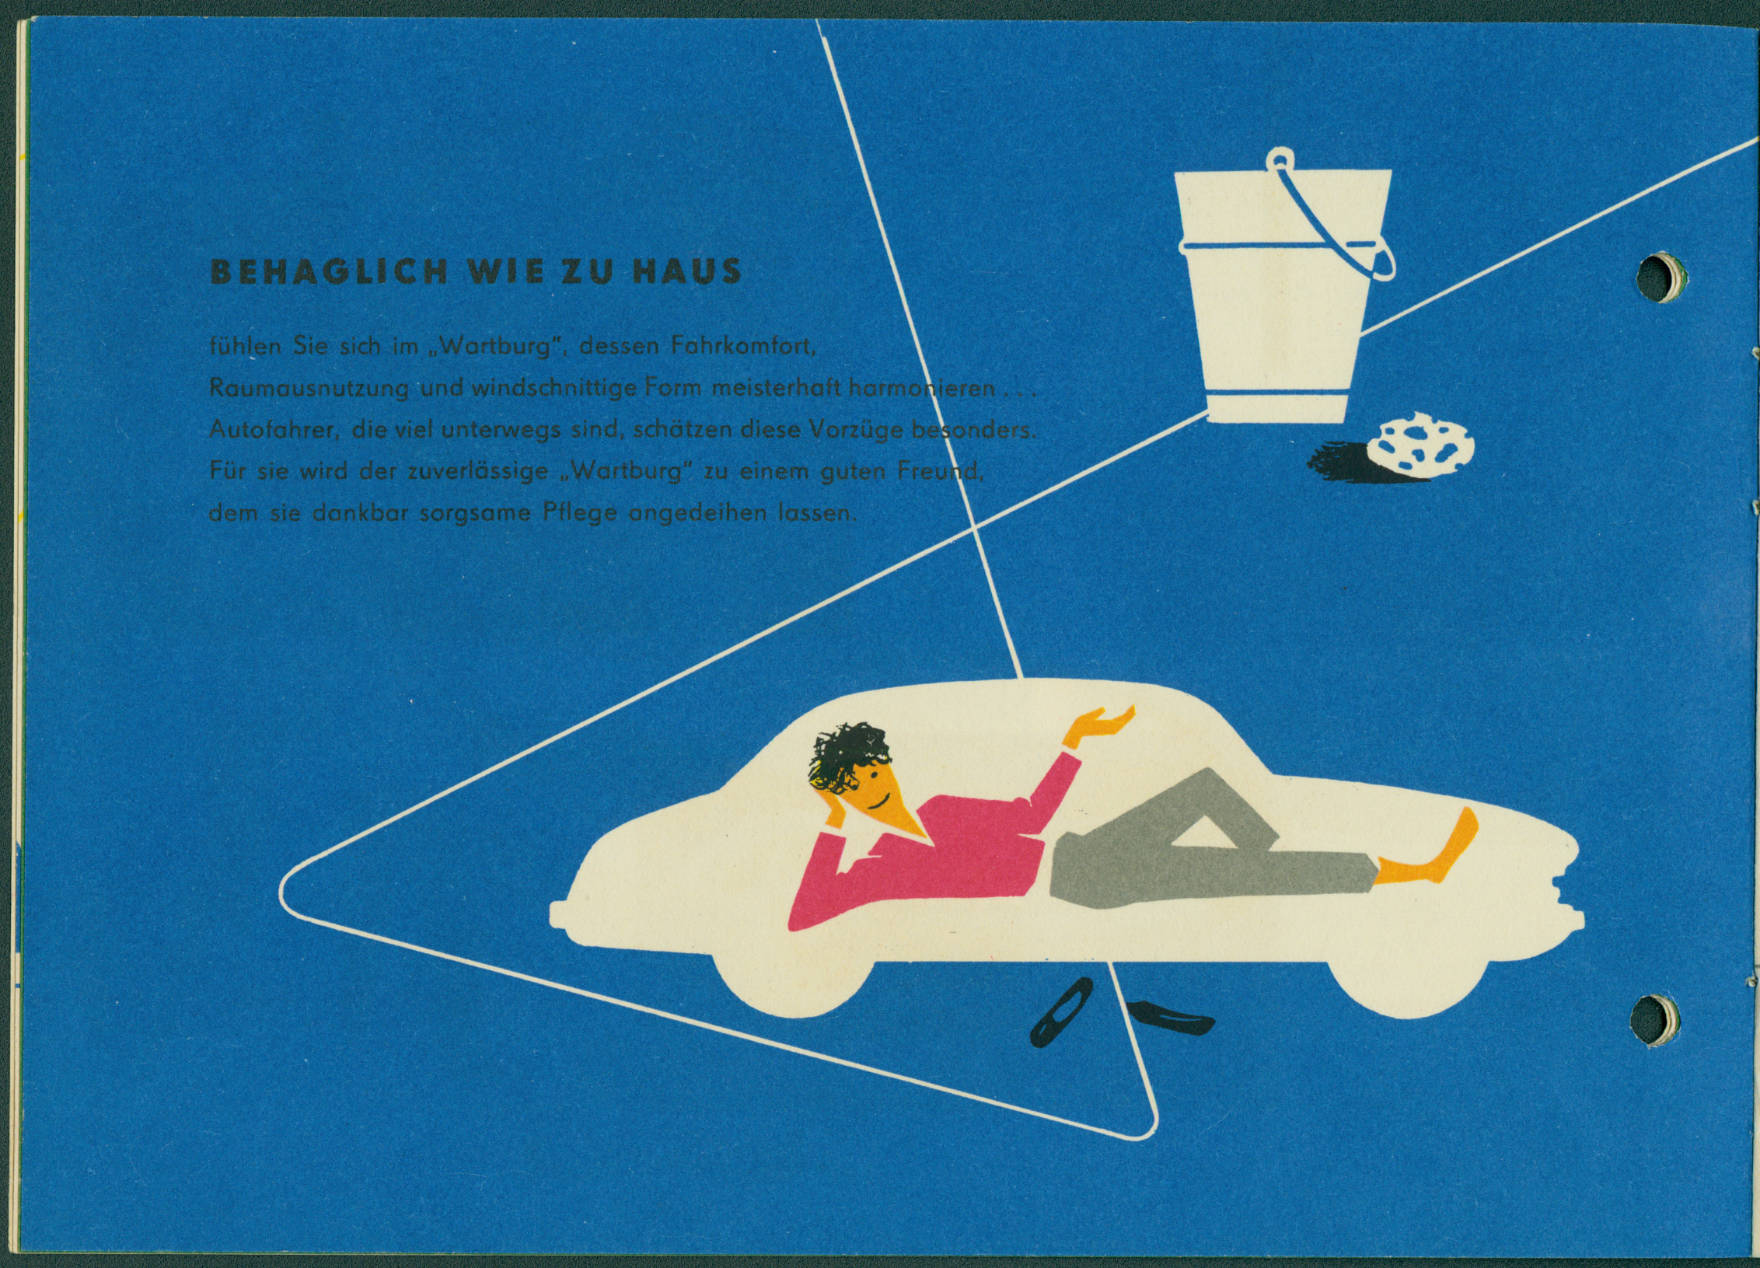 BEHAGLICH WIE ZU HAUS
fühlen Sie sich im „Wartburg“, dessen Fahrkomfort,
Raumausnutzung und windschnittige Form meisterhaft harmonieren . . .
Autofahrer, die viel unterwegs sind, schätzen diese Vorzüge besonders.
Für sie wird der zuverlässige „Wartburg“ zu einem guten Freund,
dem sie dankbar sorgsame Pflege angedeihen lassen.